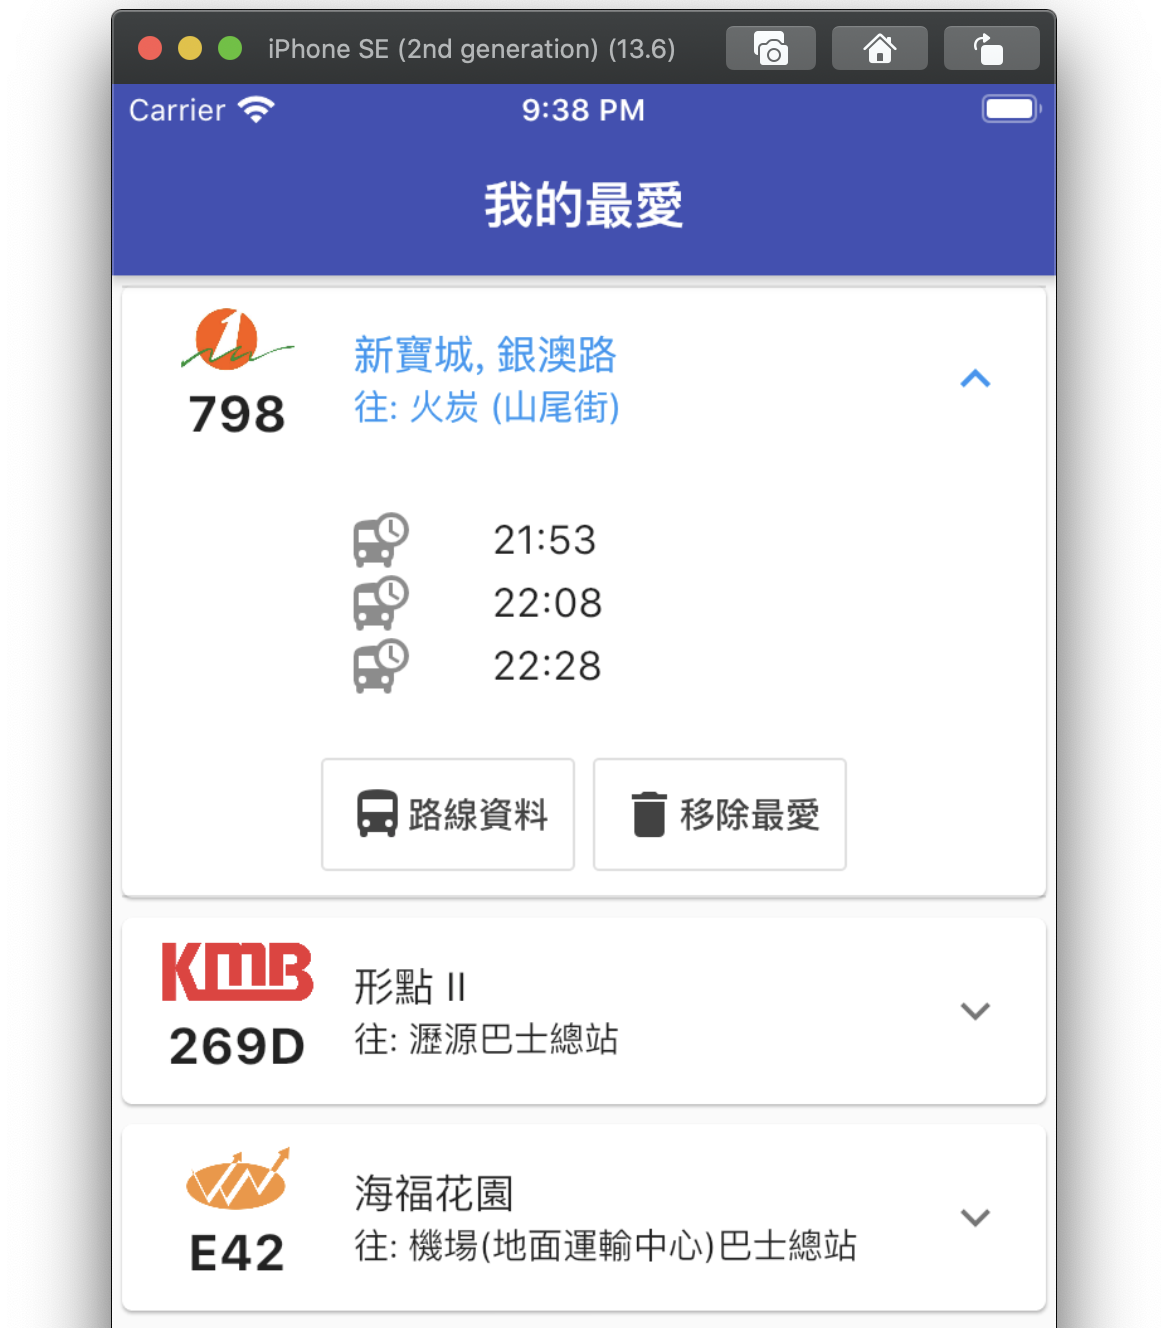 iPhone SE (2nd generation) (13.6)
Carrier 9:38 PM
我的最愛
1
798
新寶城, 銀澳路
往: 火炭 (山尾街)
21:53
22:08
22:28
路線資料
移除最愛
KMB
269D
形點 II
往: 瀝源巴士總站
E42
海福花園
往: 機場(地面運輸中心)巴士總站